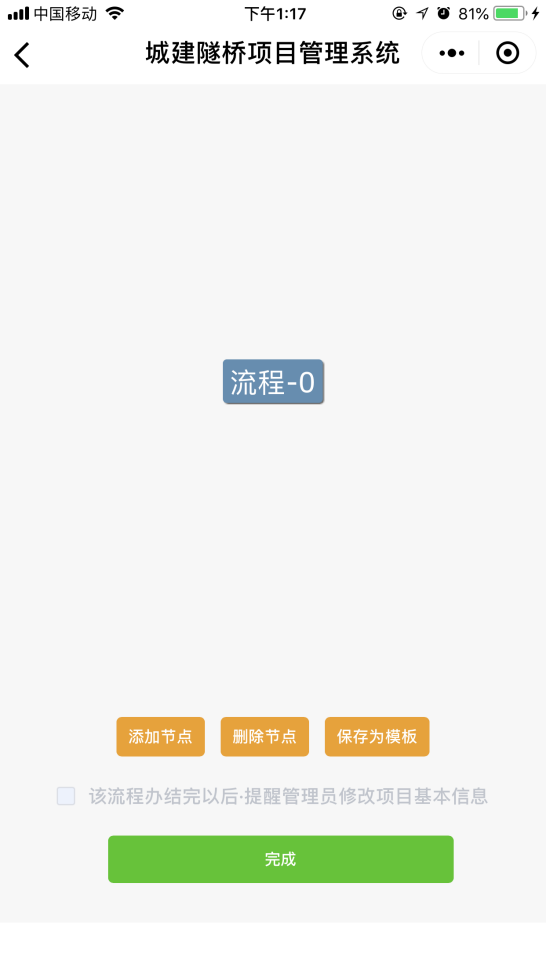 中国移动 下午1:17 81%
城建隧桥项目管理系统
流程-0
添加节点 删除节点 保存为模板
该流程办结完以后·提醒管理员修改项目基本信息
完成